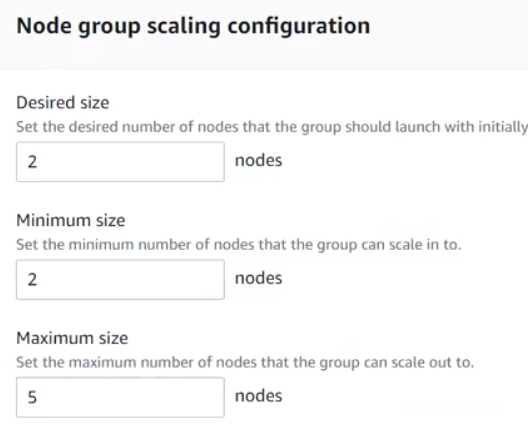 Node group scaling configuration
Desired size
Set the desired number of nodes that the group should launch with initially
2 nodes
Minimum size
Set the minimum number of nodes that the group can scale in to.
2 nodes
Maximum size
Set the maximum number of nodes that the group can scale out to.
5 nodes